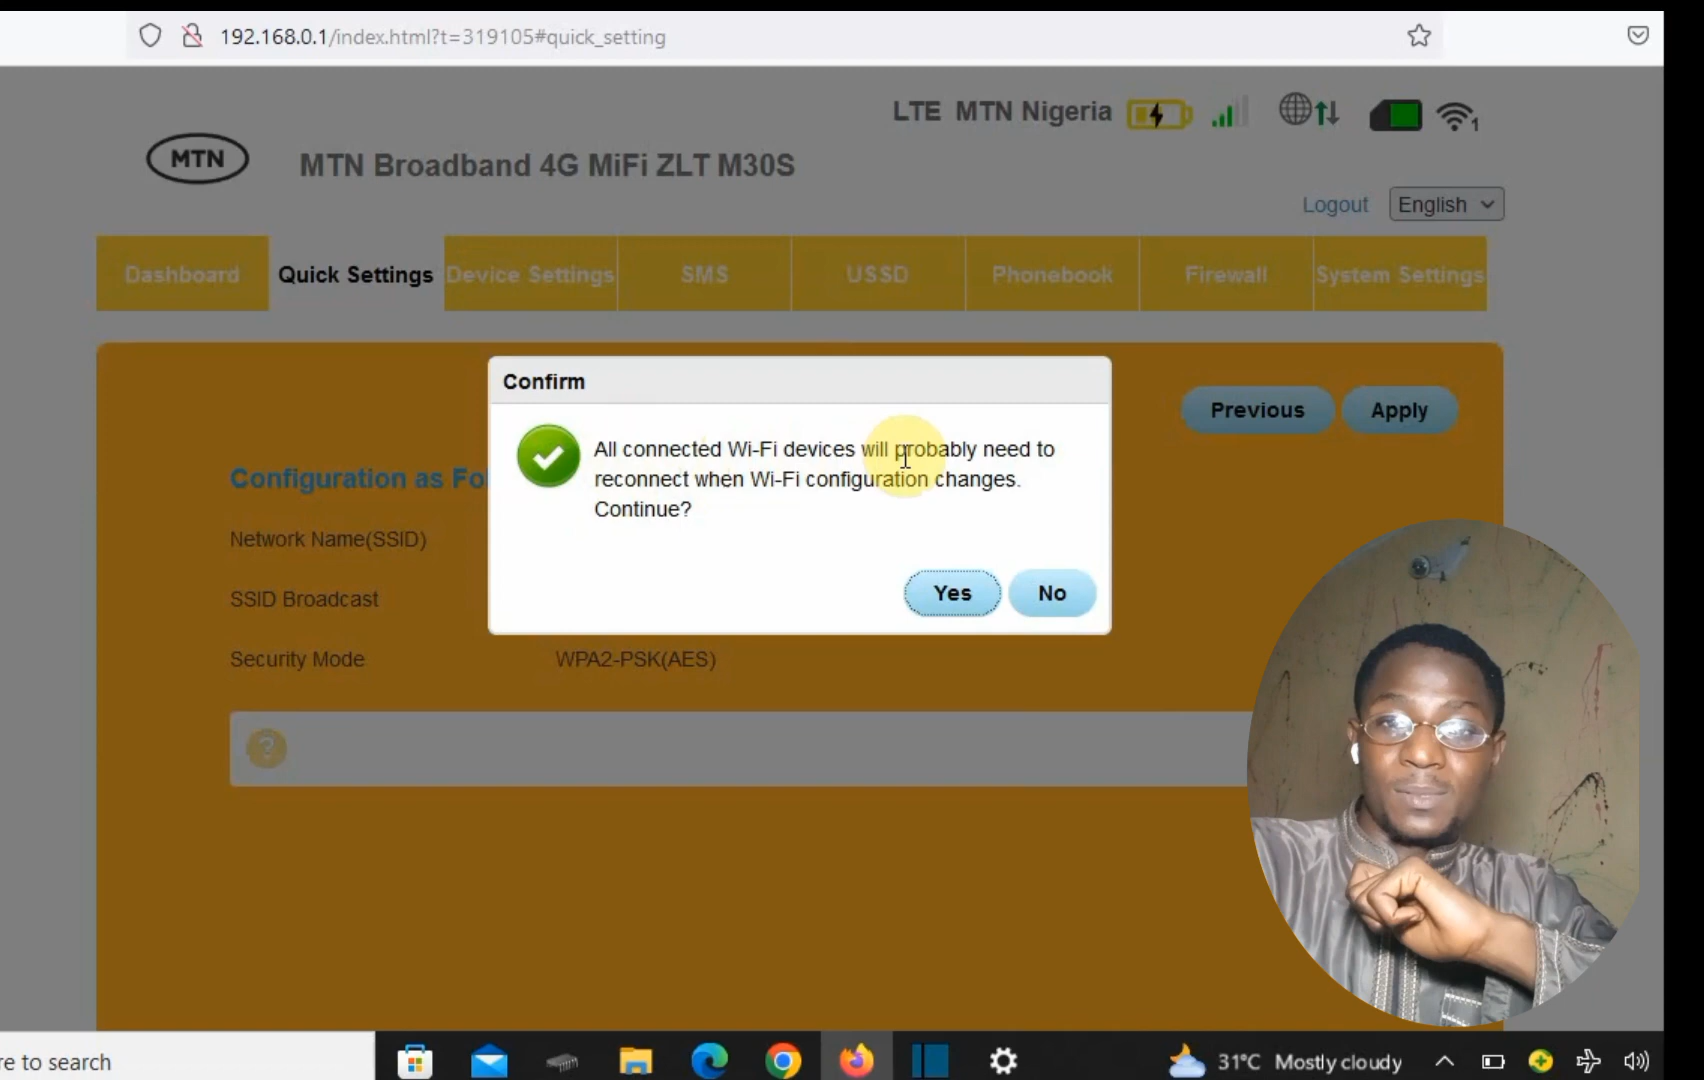 192.168.0.1/index.html?t=319105#quick_setting
LTE MTN Nigeria
1
MTN
MTN Broadband 4G MiFi ZLT M30S
Logout English
Dashboard Quick Settings Device Settings SMS USSD Phonebook Firewall System Settings
Confirm
Previous Apply
All connected Wi-Fi devices will probably need to
reconnect when Wi-Fi configuration changes.
Continue?
Configuration as Fo
Network Name(SSID)
Yes No
SSID Broadcast
Security Mode WPA2-PSK(AES)
?
re to search
31°C Mostly cloudy